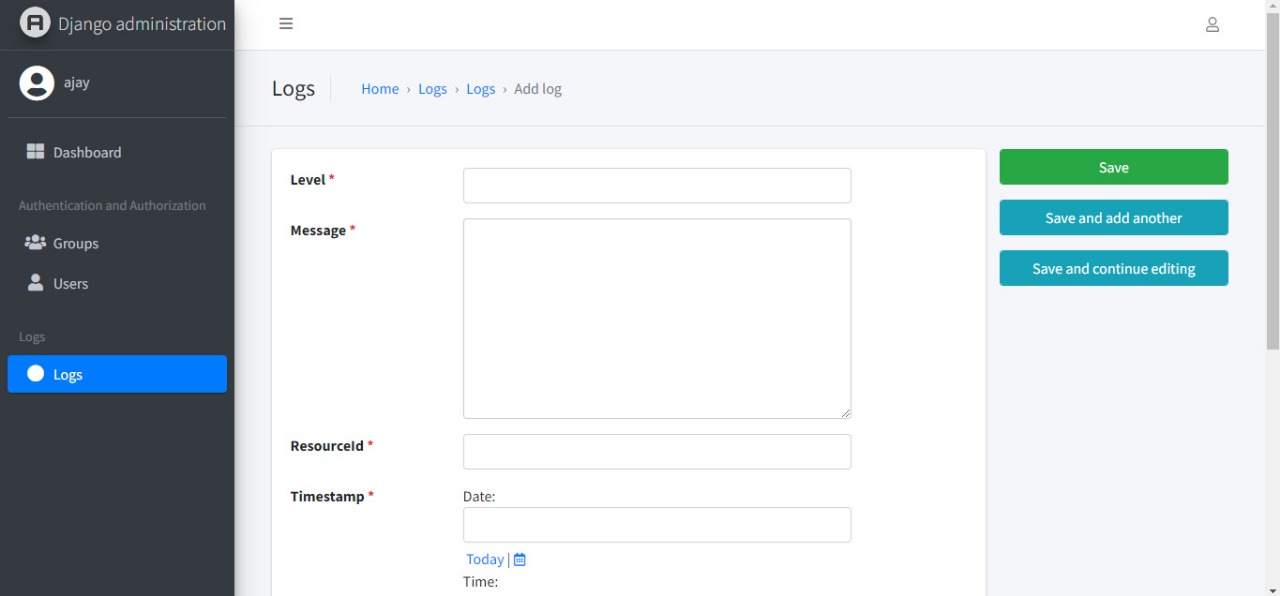 Django administration
ajay
Dashboard
Authentication and Authorization
Groups
Users
Logs
Logs
Logs
Home › Logs › Logs › Add log
Level *
Message *
ResourceId *
Timestamp *
Date:
Today |
Time:
Save
Save and add another
Save and continue editing